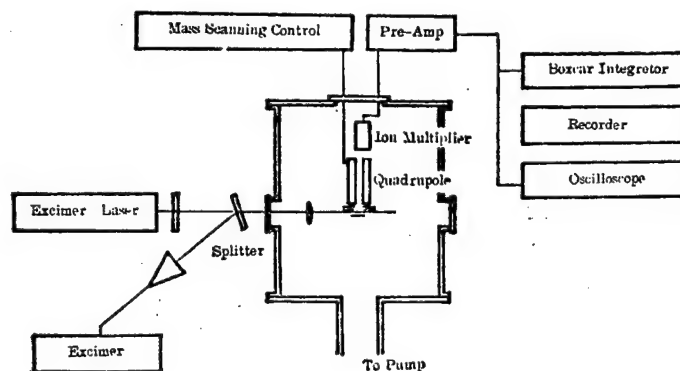 Mass Scanning Control
Pre-Amp
Boxcar Integrator
Ion Multiplier
Recorder
Quadrupole
Oscilloscope
Excimer Laser
Splitter
Excimer
To Pump